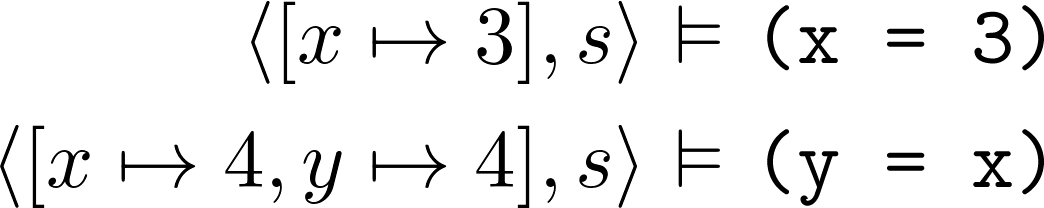 ⟨[x ↦ 3], s⟩ ⊨ (x = 3)
⟨[x ↦ 4, y ↦ 4], s⟩ ⊨ (y = x)